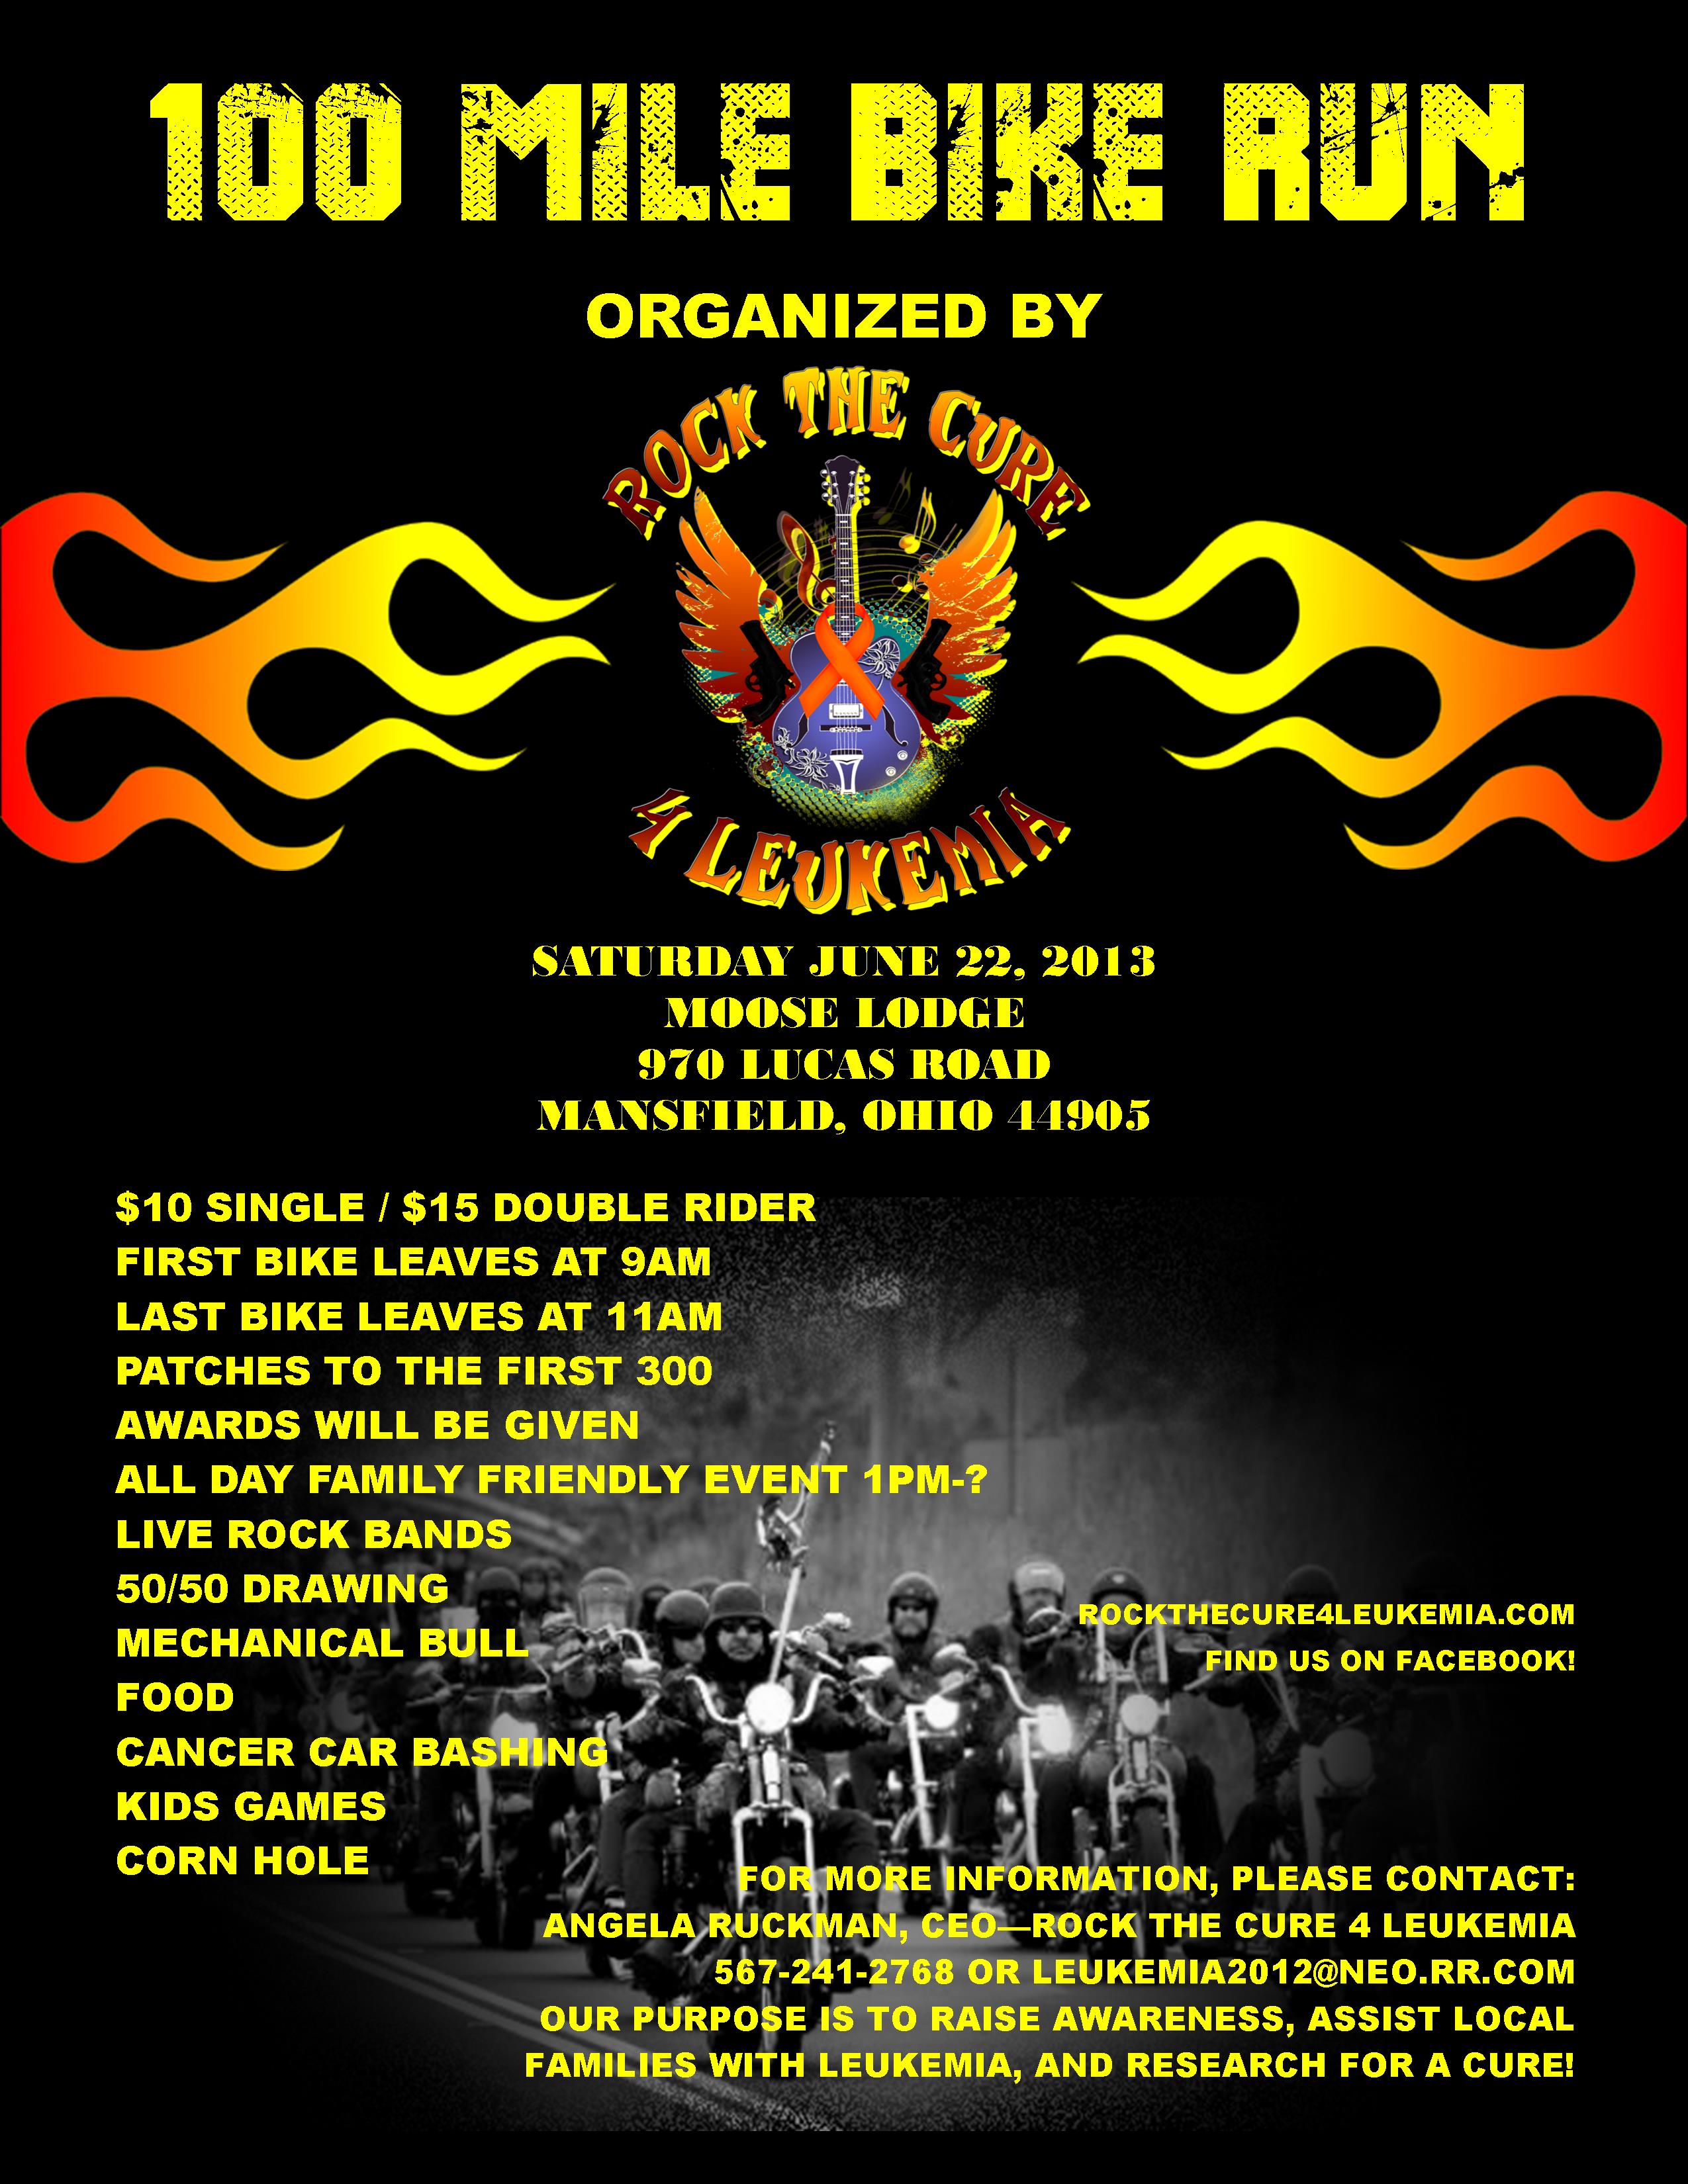 100 MILE BIKE RUN
ORGANIZED BY
ROCK THE CURE
4 LEUKEMIA
SATURDAY JUNE 22, 2013
MOOSE LODGE
970 LUCAS ROAD
MANSFIELD, OHIO 44905
$10 SINGLE / $15 DOUBLE RIDER
FIRST BIKE LEAVES AT 9AM
LAST BIKE LEAVES AT 11AM
PATCHES TO THE FIRST 300
AWARDS WILL BE GIVEN
ALL DAY FAMILY FRIENDLY EVENT 1PM-?
LIVE ROCK BANDS
50/50 DRAWING
MECHANICAL BULL
FOOD
CANCER CAR BASHING
KIDS GAMES
CORN HOLE
ROCKTHECURE4LEUKEMIA.COM
FIND US ON FACEBOOK!
FOR MORE INFORMATION, PLEASE CONTACT:
ANGELA RUCKMAN, CEO—ROCK THE CURE 4 LEUKEMIA
567-241-2768 OR LEUKEMIA2012@NEO.RR.COM
OUR PURPOSE IS TO RAISE AWARENESS, ASSIST LOCAL
FAMILIES WITH LEUKEMIA, AND RESEARCH FOR A CURE!